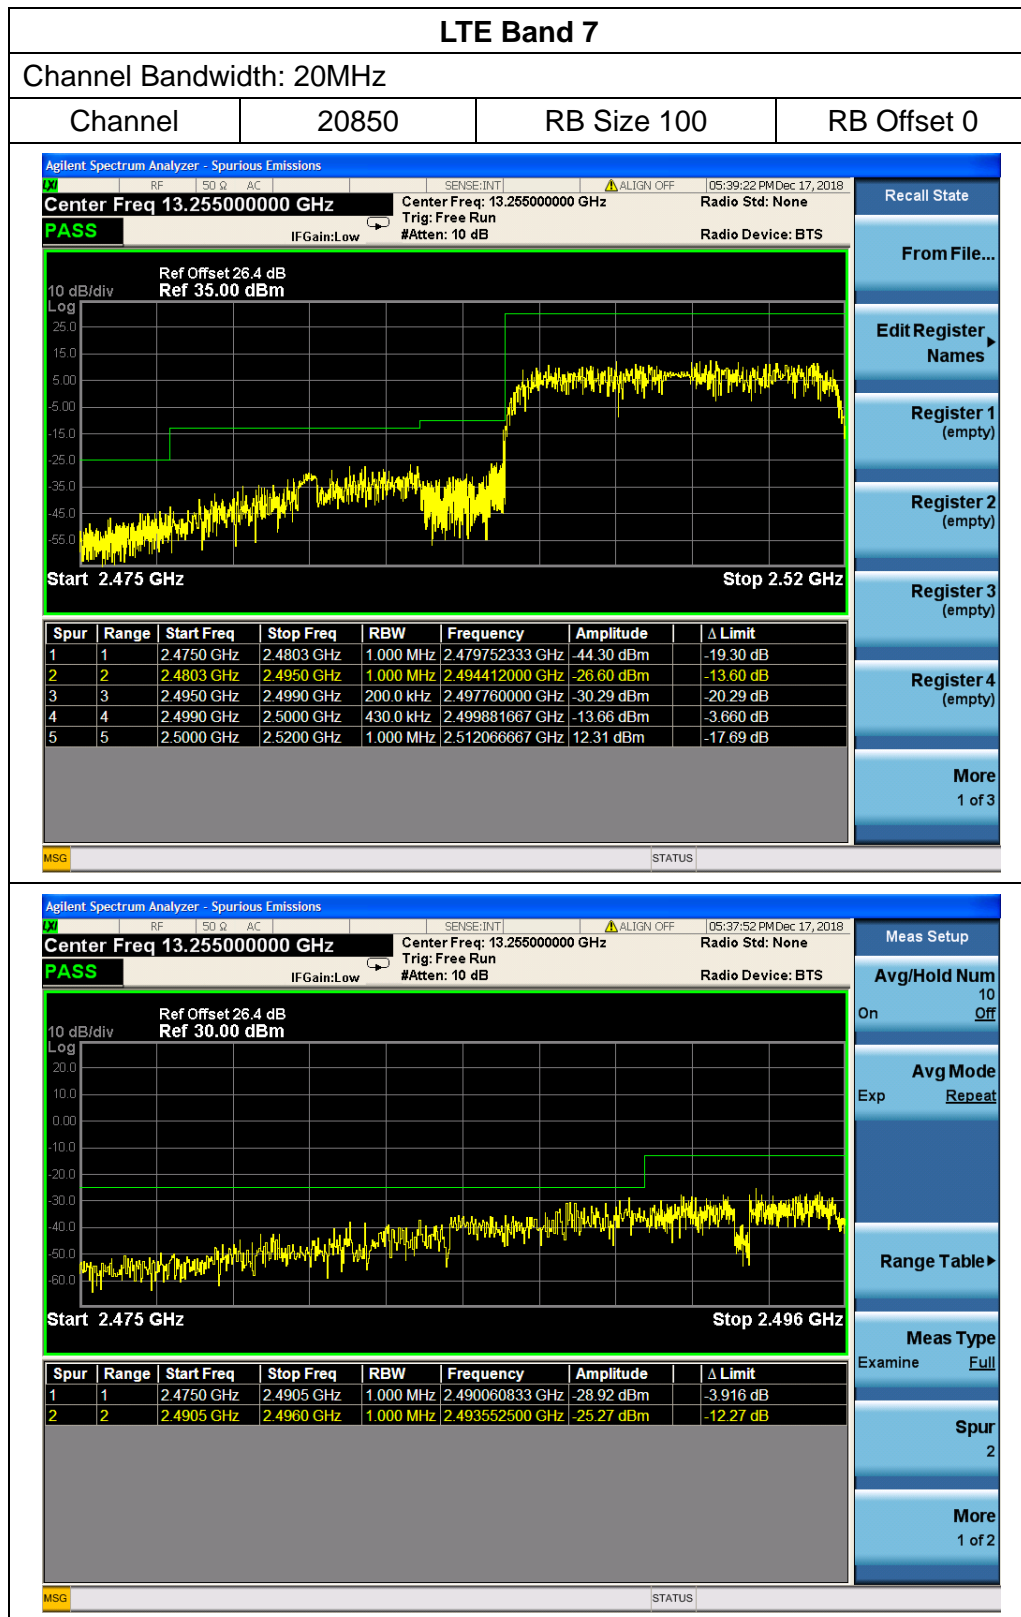 LTE Band 7
Channel Bandwidth: 20MHz
Channel 20850 RB Size 100 RB Offset 0
Agilent Spectrum Analyzer - Spurious Emissions
LXI RF 50 Ω AC SENSE:INT ALIGN OFF 05:39:22 PM Dec 17, 2018
Center Freq 13.255000000 GHz Center Freq: 13.255000000 GHz Radio Std: None
Trig: Free Run
PASS IFGain:Low #Atten: 10 dB Radio Device: BTS
Ref Offset 26.4 dB
10 dB/div Ref 35.00 dBm
Log
25.0
15.0
5.00
-5.00
-15.0
-25.0
-35.0
-45.0
-55.0
Start 2.475 GHz Stop 2.52 GHz
Spur Range Start Freq Stop Freq RBW Frequency Amplitude Δ Limit
1 1 2.4750 GHz 2.4803 GHz 1.000 MHz 2.479752333 GHz -44.30 dBm -19.30 dB
2 2 2.4803 GHz 2.4950 GHz 1.000 MHz 2.494412000 GHz -26.60 dBm -13.60 dB
3 3 2.4950 GHz 2.4990 GHz 200.0 kHz 2.497760000 GHz -30.29 dBm -20.29 dB
4 4 2.4990 GHz 2.5000 GHz 430.0 kHz 2.499881667 GHz -13.66 dBm -3.660 dB
5 5 2.5000 GHz 2.5200 GHz 1.000 MHz 2.512066667 GHz 12.31 dBm -17.69 dB
MSG STATUS
Recall State
From File...
Edit Register
Names
Register 1
(empty)
Register 2
(empty)
Register 3
(empty)
Register 4
(empty)
More
1 of 3
Agilent Spectrum Analyzer - Spurious Emissions
LXI RF 50 Ω AC SENSE:INT ALIGN OFF 05:37:52 PM Dec 17, 2018
Center Freq 13.255000000 GHz Center Freq: 13.255000000 GHz Radio Std: None
Trig: Free Run
PASS IFGain:Low #Atten: 10 dB Radio Device: BTS
Ref Offset 26.4 dB
10 dB/div Ref 30.00 dBm
Log
20.0
10.0
0.00
-10.0
-20.0
-30.0
-40.0
-50.0
-60.0
Start 2.475 GHz Stop 2.496 GHz
Spur Range Start Freq Stop Freq RBW Frequency Amplitude Δ Limit
1 1 2.4750 GHz 2.4905 GHz 1.000 MHz 2.490060833 GHz -28.92 dBm -3.916 dB
2 2 2.4905 GHz 2.4960 GHz 1.000 MHz 2.493552500 GHz -25.27 dBm -12.27 dB
MSG STATUS
Meas Setup
Avg/Hold Num
10
On Off
Avg Mode
Exp Repeat
Range Table
Meas Type
Examine Full
Spur
2
More
1 of 2